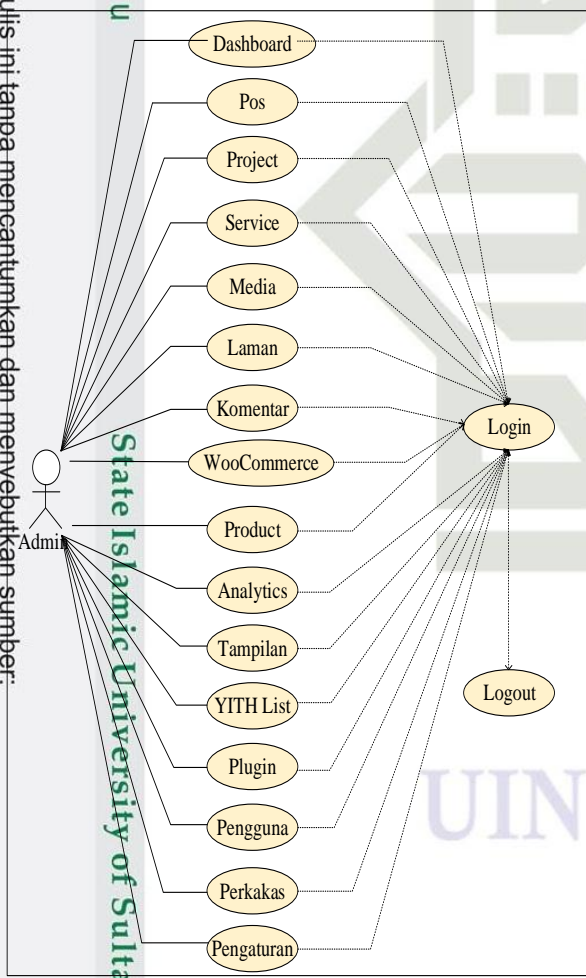 Dashboard
Pos
Project
Service
Media
Laman
Komentar
WooCommerce
Product
Analytics
Tampilan
YITH List
Plugin
Pengguna
Perkakas
Pengaturan
Admin
Login
Logout
UIN
State Islamic University of Sulta
ulis ini tanpa mencantumkan dan menyebutkan sumber:
u